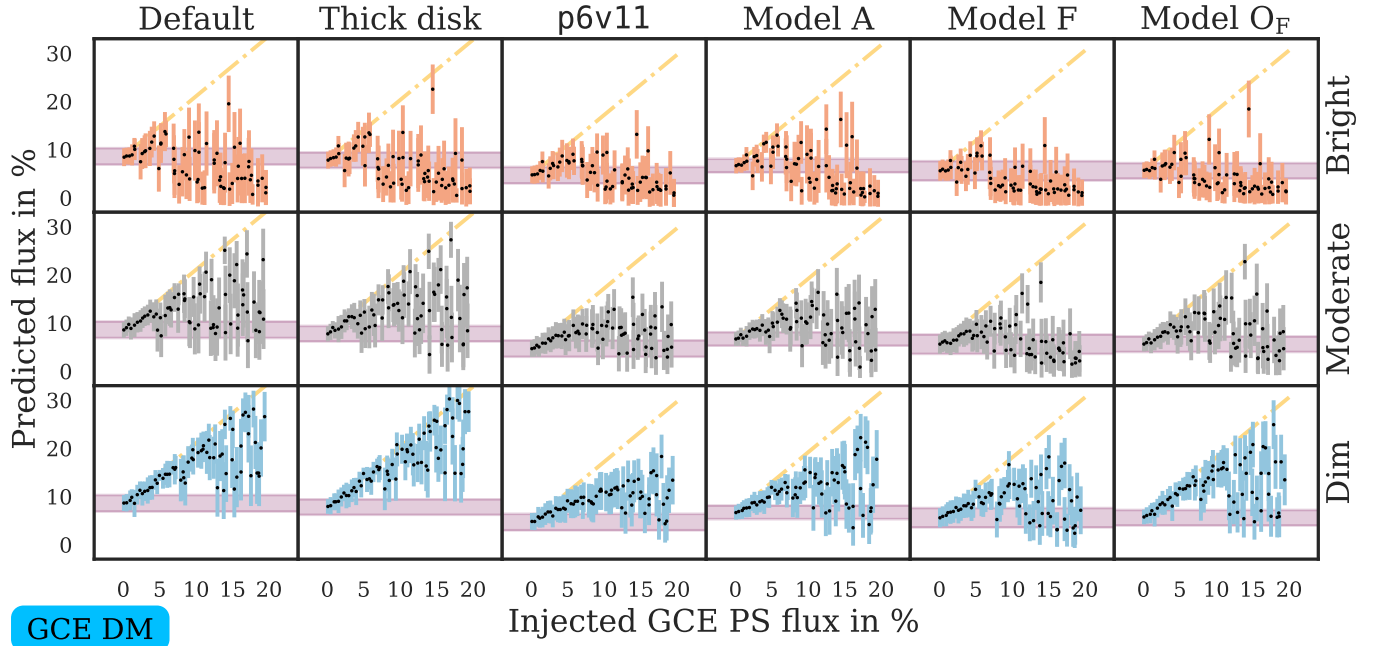 Default Thick disk p6v11 Model A Model F Model O_F
Predicted flux in %
30
20
10
0
Bright
30
20
10
0
Moderate
30
20
10
0
Dim
0 5 10 15 20 0 5 10 15 20 0 5 10 15 20 0 5 10 15 20 0 5 10 15 20 0 5 10 15 20
Injected GCE PS flux in %
GCE DM